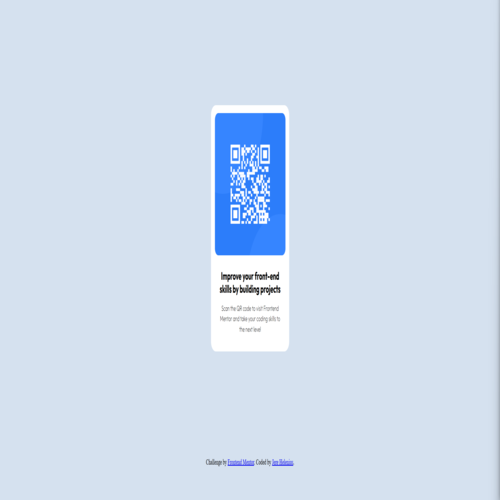 Improve your front-end
skills by building projects
Scan the QR code to visit Frontend
Mentor and take your coding skills to
the next level
Challenge by Frontend Mentor. Coded by